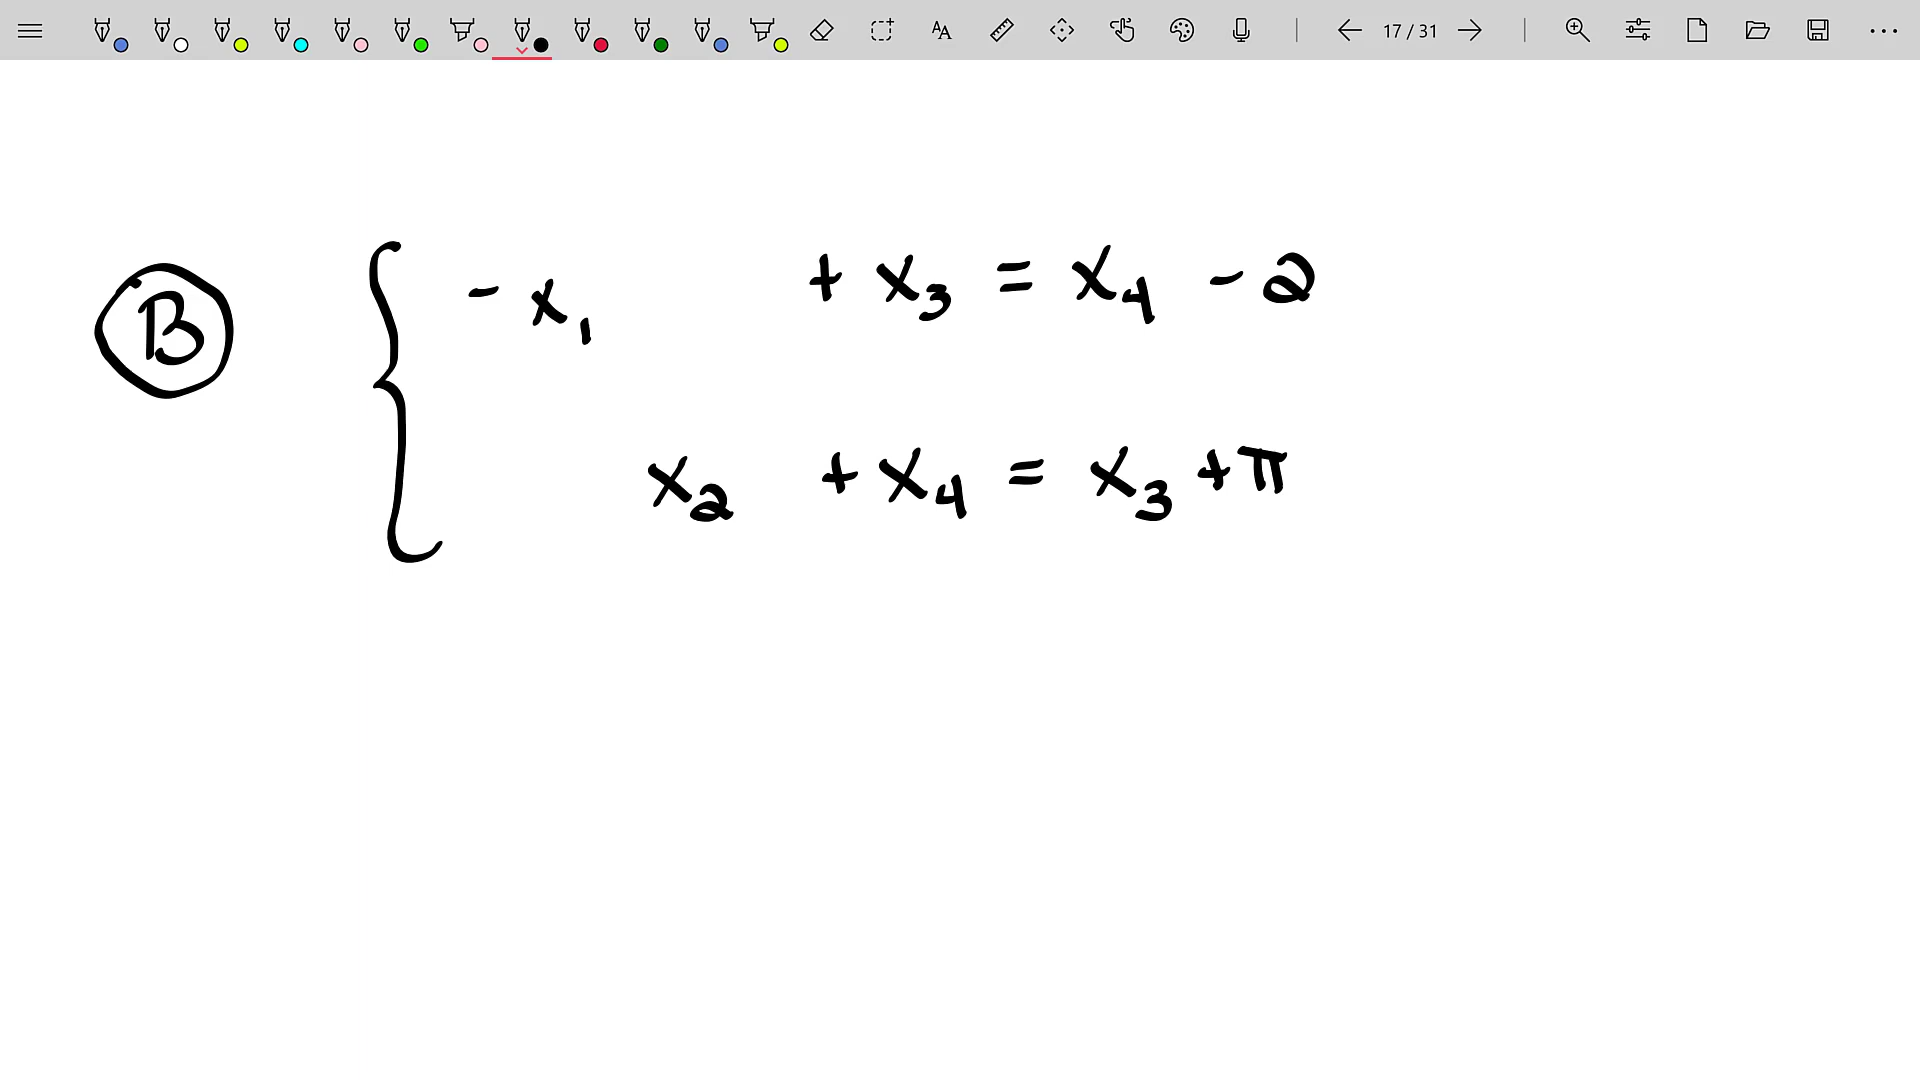 17 / 31
B
- x₁ + x₃ = x₄ - 2
x₂ + x₄ = x₃ + π